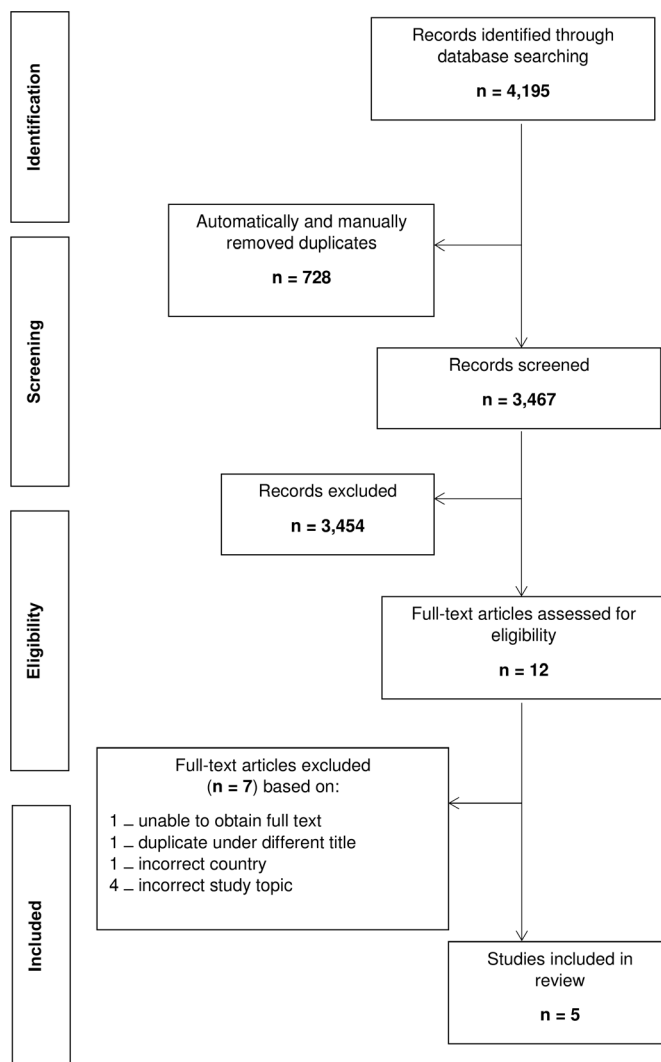 Identification
Records identified through
database searching
n = 4,195
Automatically and manually
removed duplicates
n = 728
Screening
Records screened
n = 3,467
Records excluded
n = 3,454
Eligibility
Full-text articles assessed for
eligibility
n = 12
Full-text articles excluded
(n = 7) based on:
1 – unable to obtain full text
1 – duplicate under different title
1 – incorrect country
4 – incorrect study topic
Included
Studies included in
review
n = 5